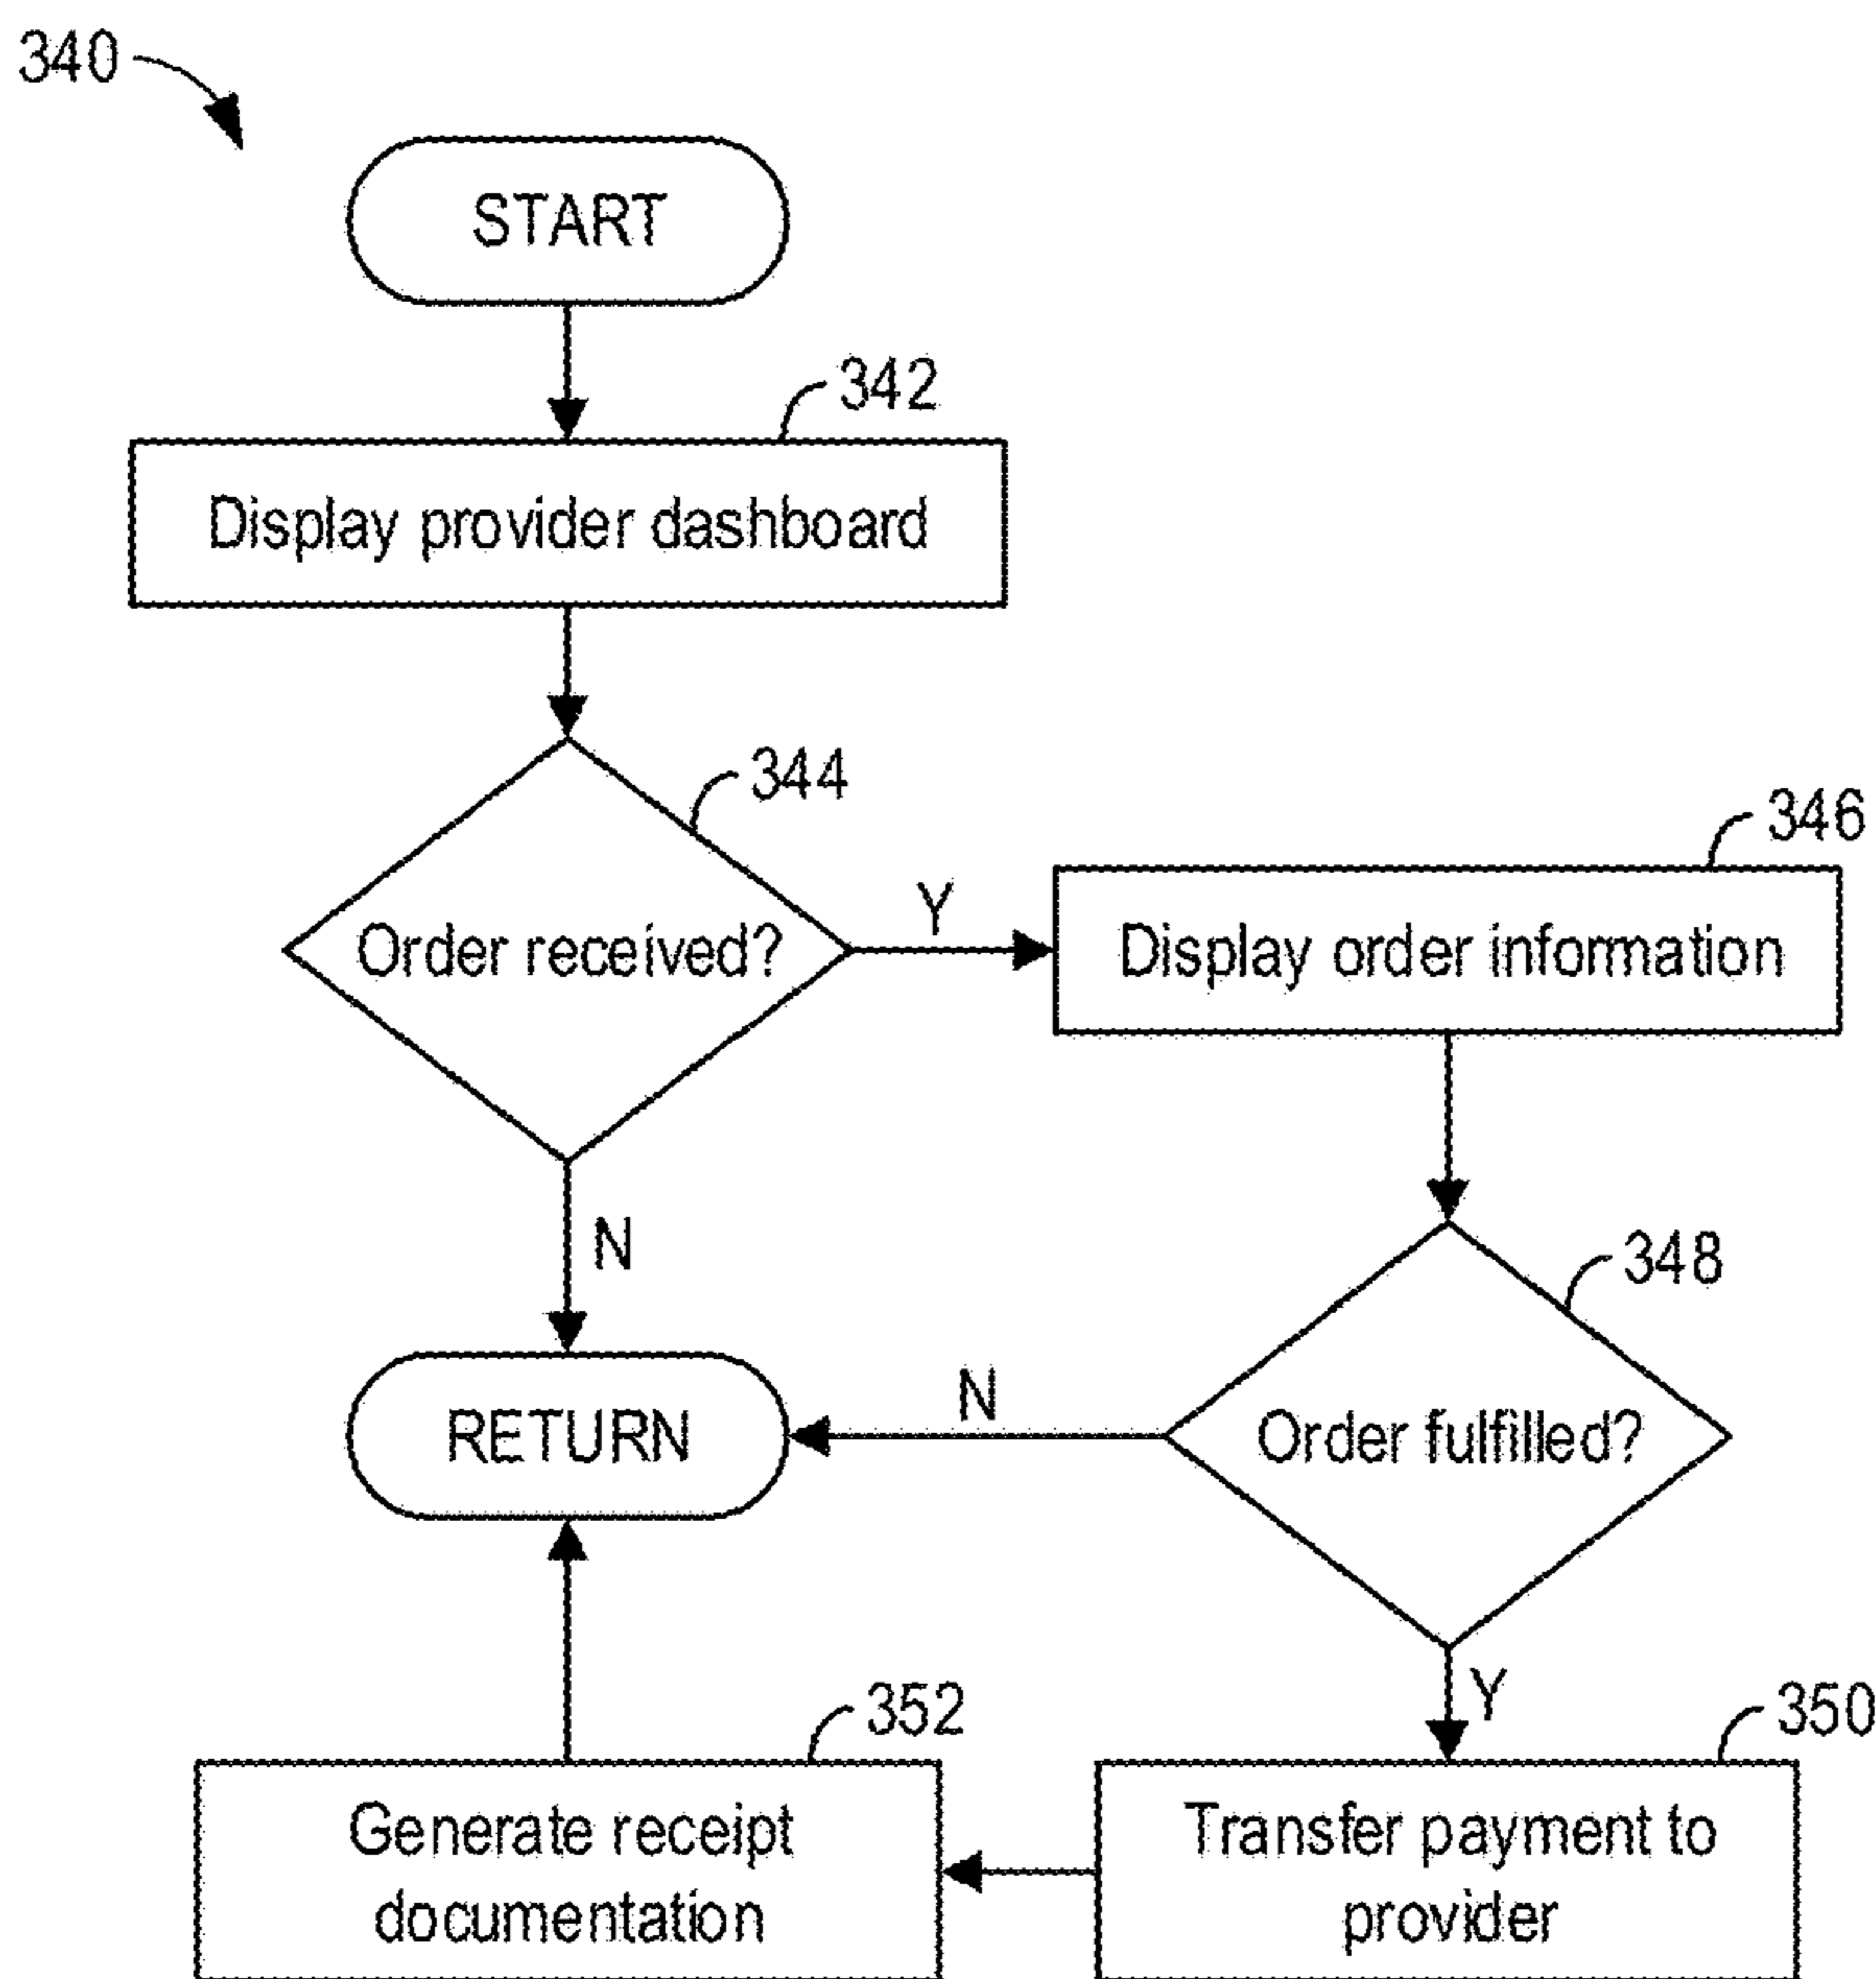 340
START
342
Display provider dashboard
344
346
Order received?
Y
Display order information
N
348
RETURN
N
Order fulfilled?
Y
352
350
Generate receipt
documentation
Transfer payment to
provider